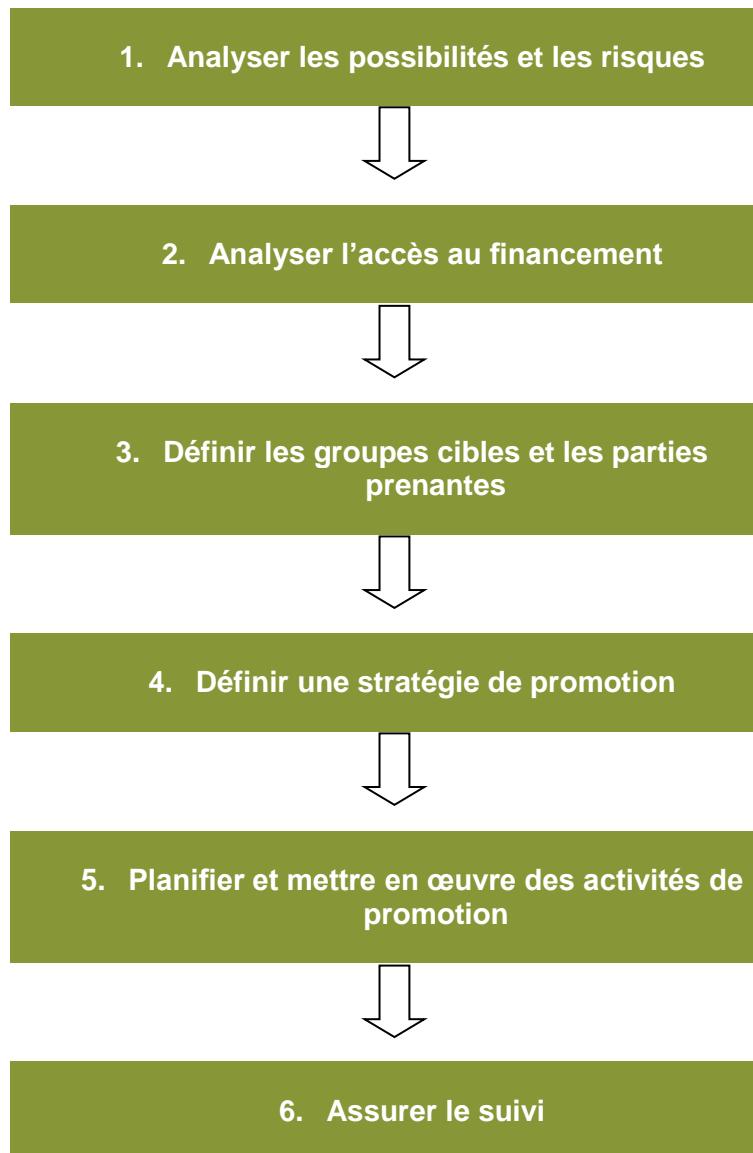 1. Analyser les possibilités et les risques
2. Analyser l’accès au financement
3. Définir les groupes cibles et les parties
prenantes
4. Définir une stratégie de promotion
5. Planifier et mettre en œuvre des activités de
promotion
6. Assurer le suivi